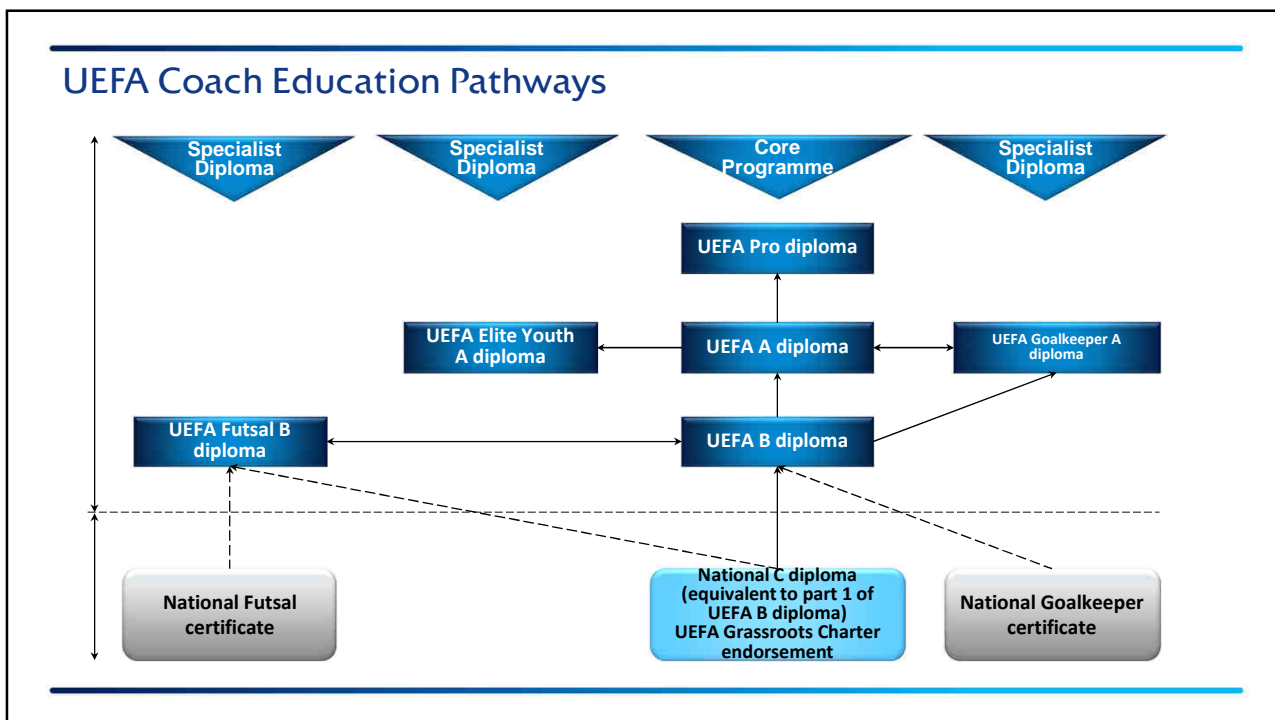 UEFA Coach Education Pathways
Specialist
Diploma
Specialist
Diploma
Core
Programme
Specialist
Diploma
UEFA Pro diploma
UEFA Elite Youth
A diploma
UEFA A diploma
UEFA Goalkeeper A
diploma
UEFA Futsal B
diploma
UEFA B diploma
National Futsal
certificate
National C diploma
(equivalent to part 1 of
UEFA B diploma)
UEFA Grassroots Charter
endorsement
National Goalkeeper
certificate